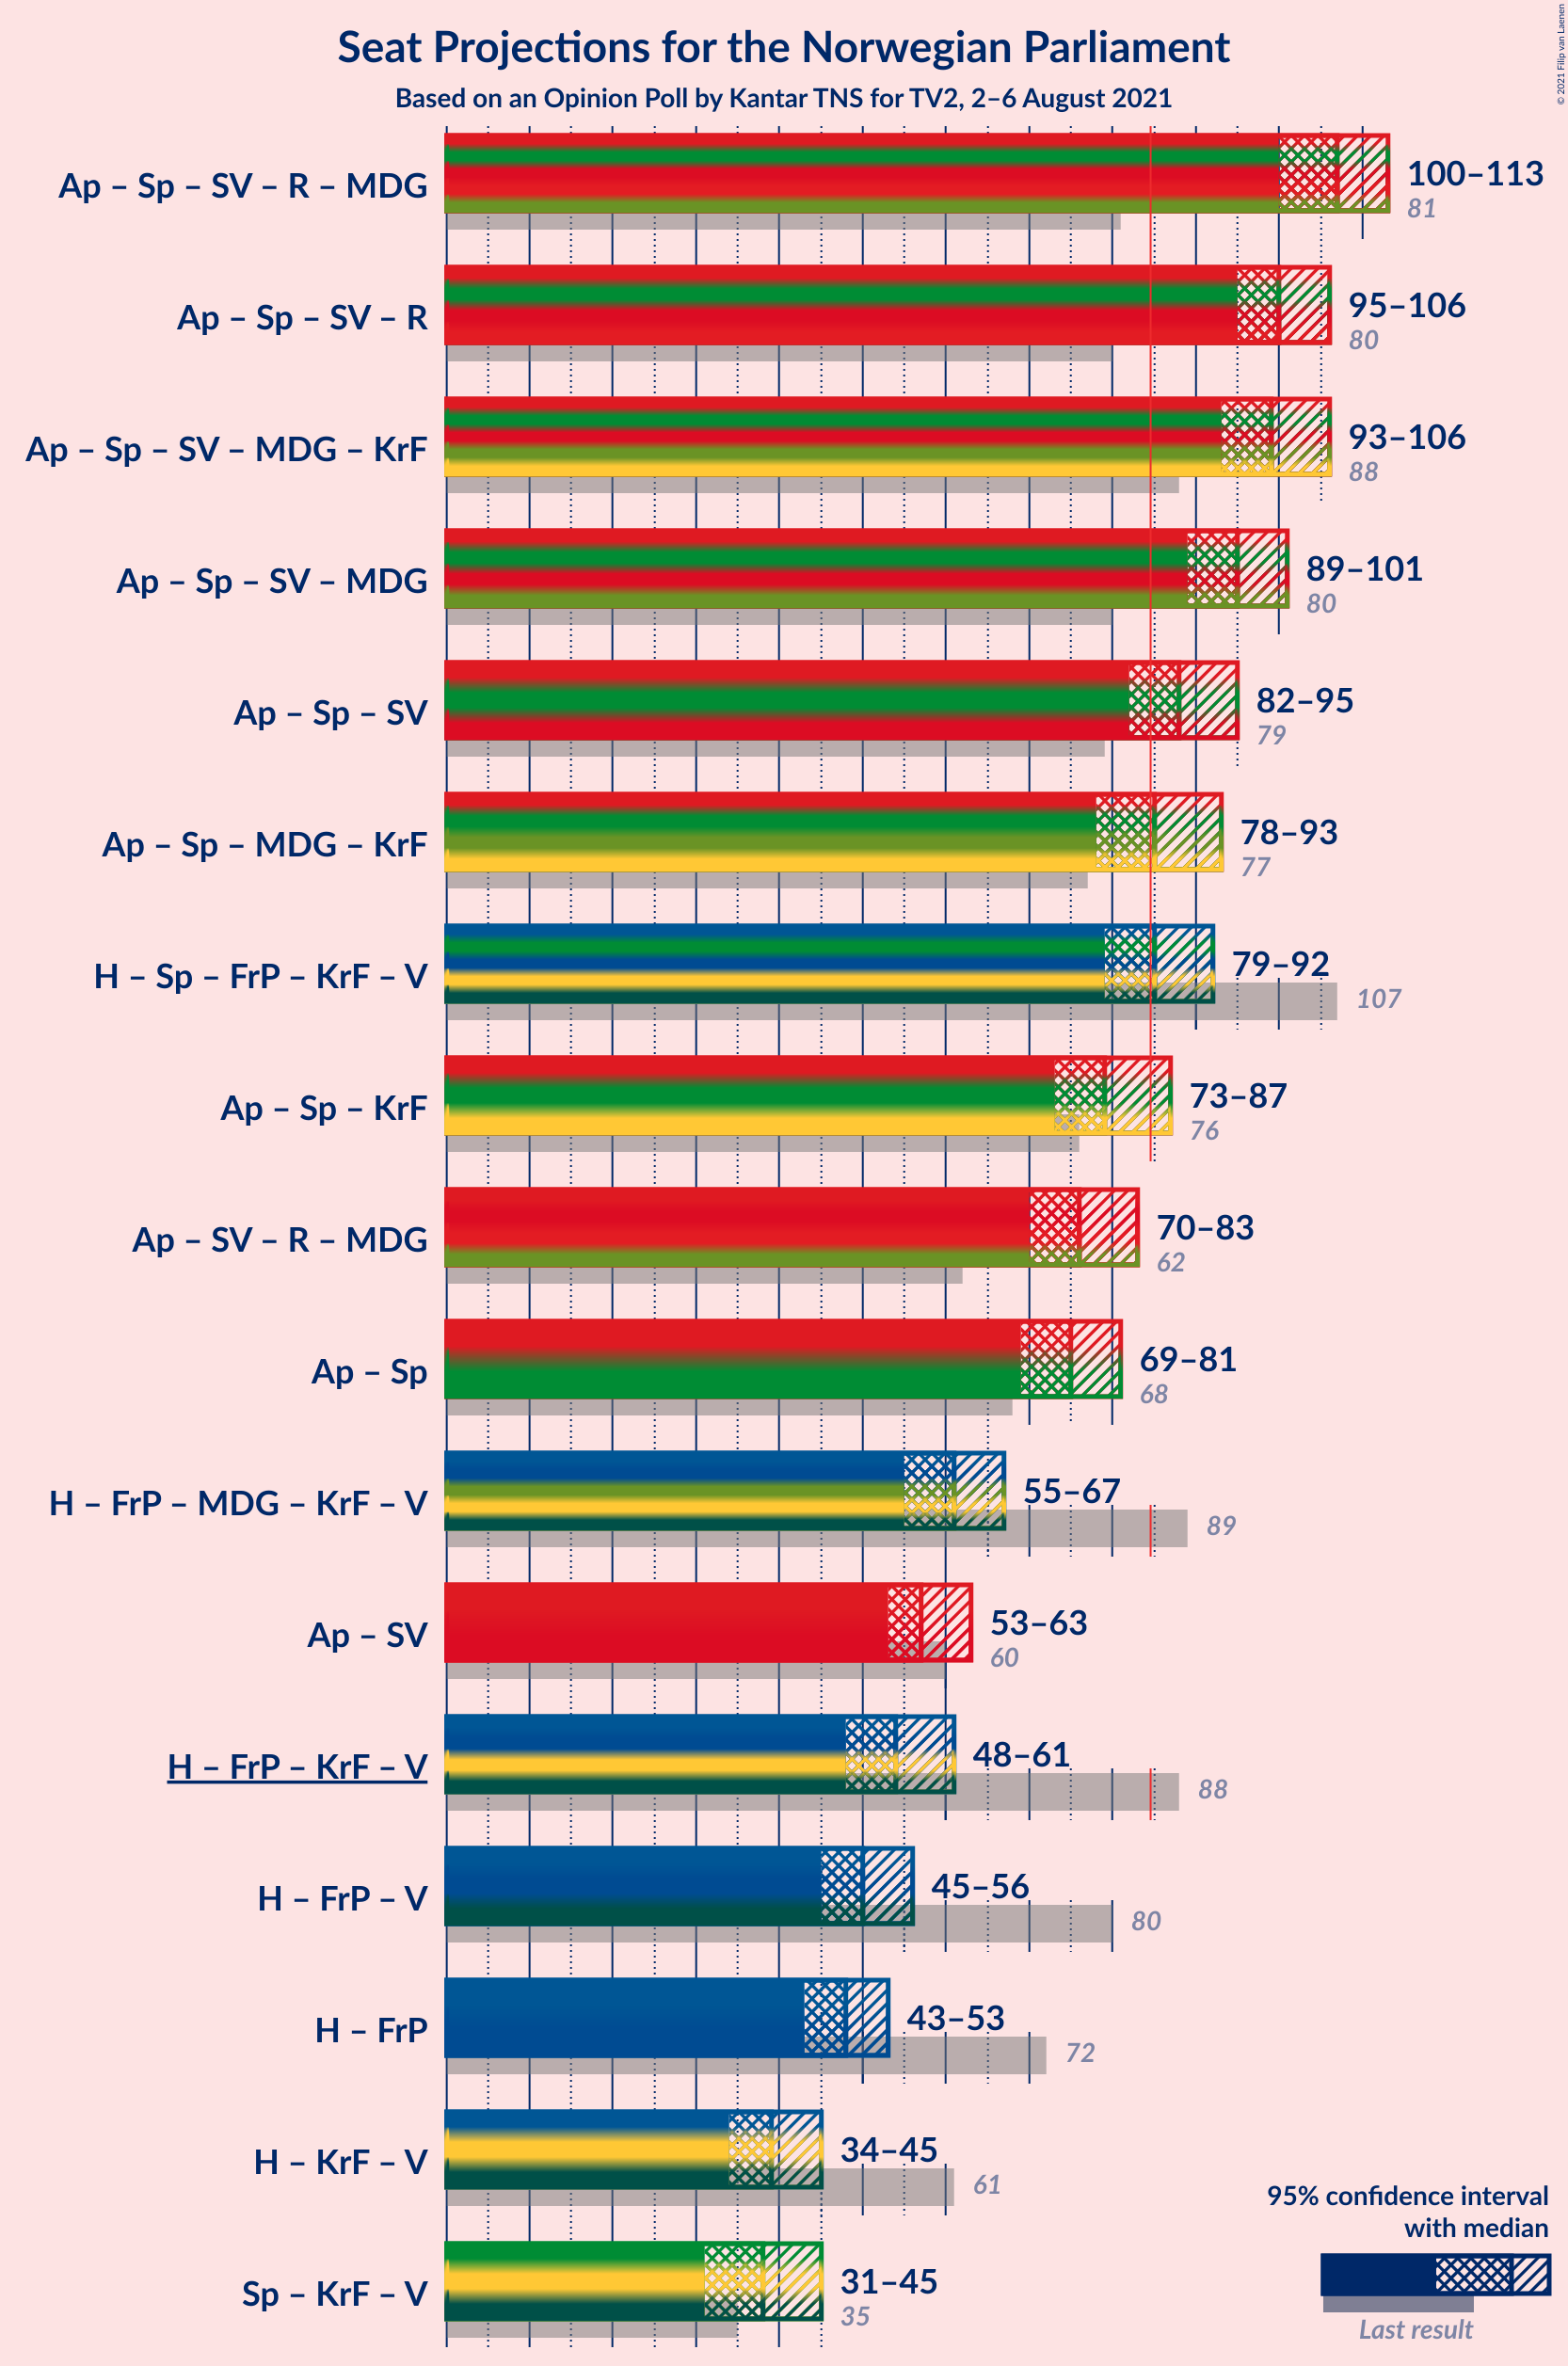 Seat Projections for the Norwegian Parliament
Based on an Opinion Poll by Kantar TNS for TV2, 2–6 August 2021
© 2021 Filip van Laenen
Ap – Sp – SV – R – MDG
100–113
81
Ap – Sp – SV – R
95–106
80
Ap – Sp – SV – MDG – KrF
93–106
88
Ap – Sp – SV – MDG
89–101
80
Ap – Sp – SV
82–95
79
Ap – Sp – MDG – KrF
78–93
77
H – Sp – FrP – KrF – V
79–92
107
Ap – Sp – KrF
73–87
76
Ap – SV – R – MDG
70–83
62
Ap – Sp
69–81
68
H – FrP – MDG – KrF – V
55–67
89
Ap – SV
53–63
60
H – FrP – KrF – V
48–61
88
H – FrP – V
45–56
80
H – FrP
43–53
72
H – KrF – V
34–45
61
Sp – KrF – V
31–45
35
95% confidence interval
with median
Last result